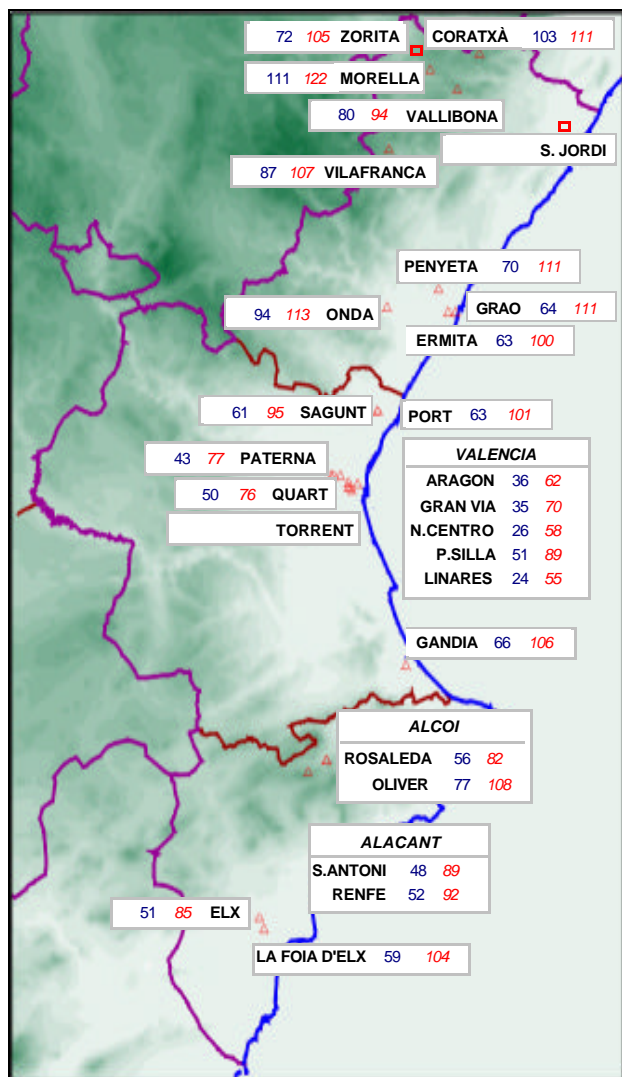 72 105 ZORITA
CORATXÀ 103 111
111 122 MORELLA
80 94 VALLIBONA
S. JORDI
87 107 VILAFRANCA
PENYETA 70 111
94 113 ONDA
GRAO 64 111
ERMITA 63 100
61 95 SAGUNT
PORT 63 101
43 77 PATERNA
50 76 QUART
TORRENT
VALENCIA
ARAGON 36 62
GRAN VIA 35 70
N.CENTRO 26 58
P.SILLA 51 89
LINARES 24 55
GANDIA 66 106
ALCOI
ROSALEDA 56 82
OLIVER 77 108
ALACANT
S.ANTONI 48 89
RENFE 52 92
51 85 ELX
LA FOIA D'ELX 59 104